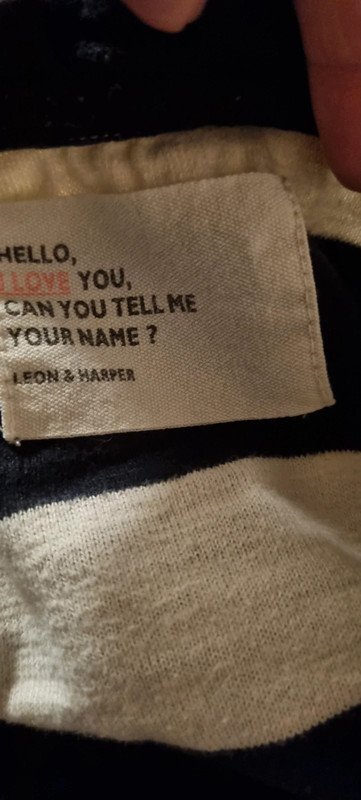 HELLO,
I LOVE YOU,
CAN YOU TELL ME
YOUR NAME ?
LEON & HARPER